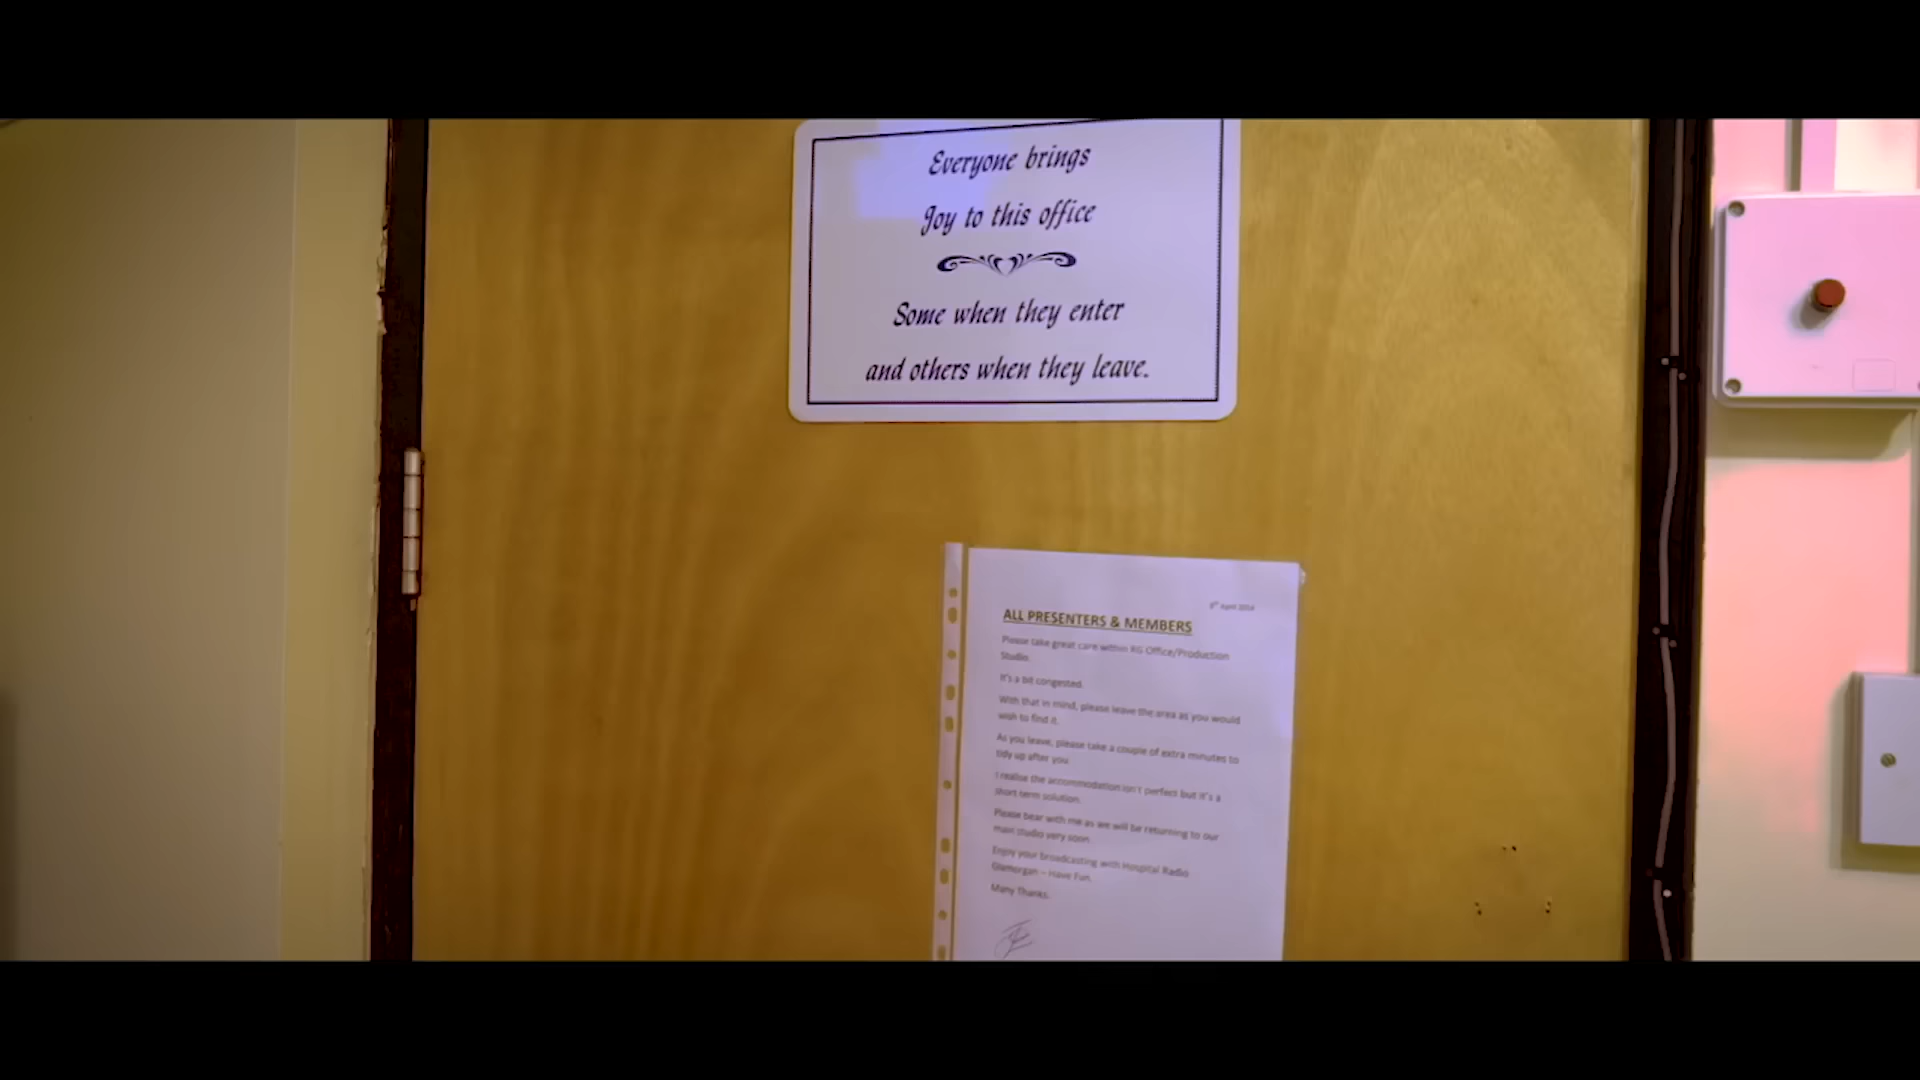 Everyone brings
Joy to this office
Some when they enter
and others when they leave.
9th April 2014
ALL PRESENTERS & MEMBERS
Please take great care within RG Office/Production
Studio.
It's a bit congested.
With that in mind, please leave the area as you would
wish to find it.
As you leave, please take a couple of extra minutes to
tidy up after you
I realise the accommodation isn't perfect but it's a
short term solution.
Please bear with me as we will be returning to our
main studio very soon.
Enjoy your broadcasting with Hospital Radio
Glamorgan – Have Fun.
Many Thanks.